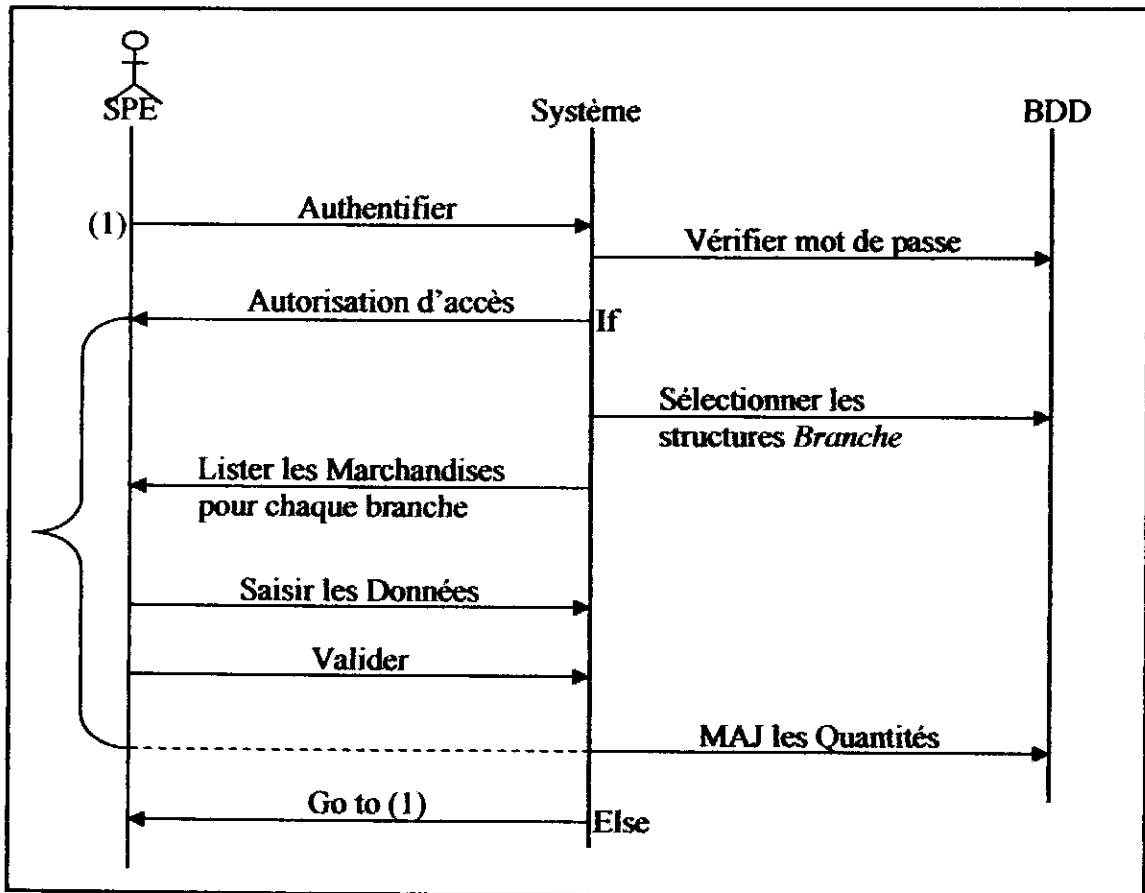 SPE
Système
BDD
(1)
Authentifier
Vérifier mot de passe
Autorisation d'accès
If
Sélectionner les
structures Branche
Lister les Marchandises
pour chaque branche
Saisir les Données
Valider
MAJ les Quantités
Go to (1)
Else